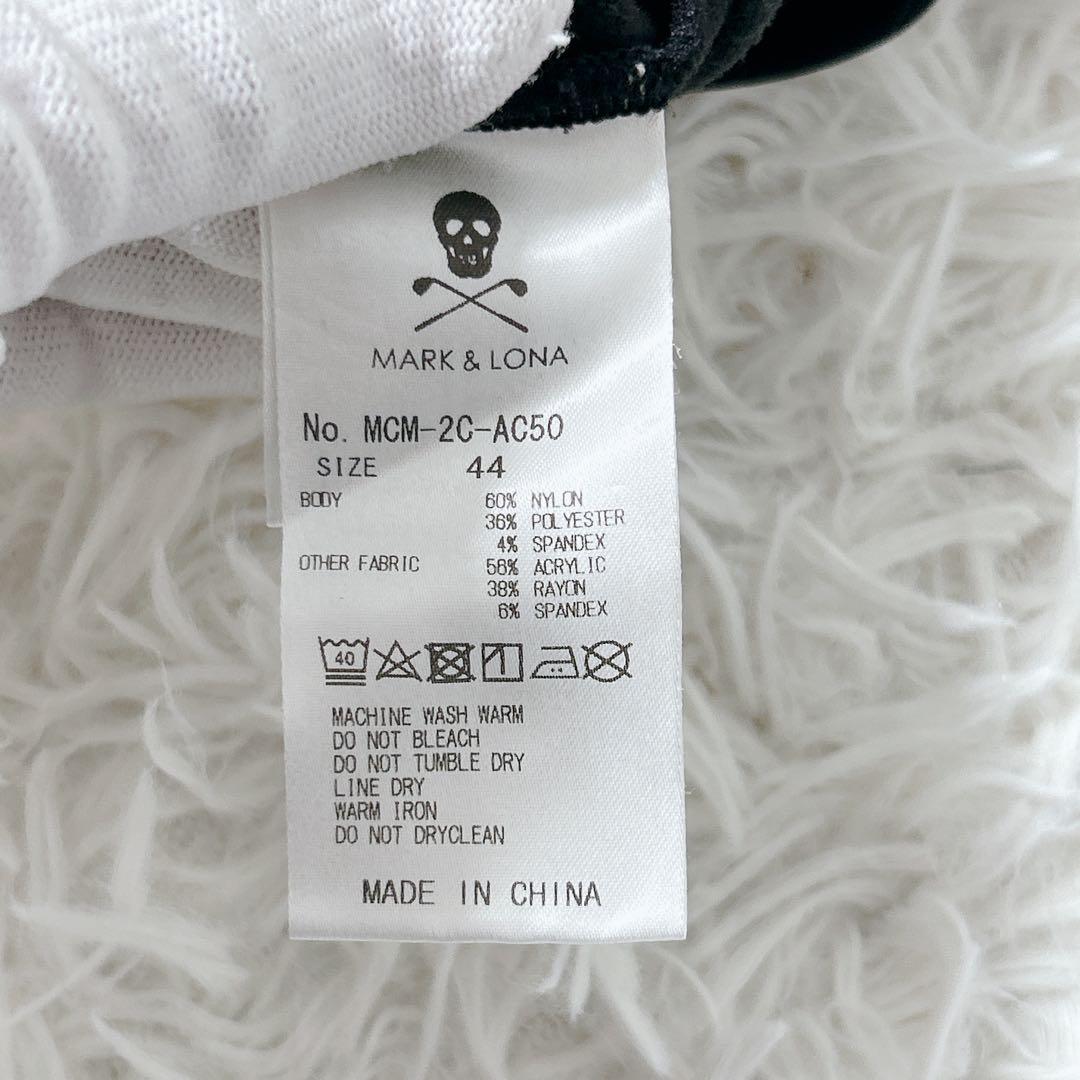 MARK & LONA
No. MCM-2C-AC50
SIZE 44
BODY 60% NYLON
36% POLYESTER
4% SPANDEX
OTHER FABRIC 56% ACRYLIC
38% RAYON
6% SPANDEX
40
MACHINE WASH WARM
DO NOT BLEACH
DO NOT TUMBLE DRY
LINE DRY
WARM IRON
DO NOT DRYCLEAN
MADE IN CHINA